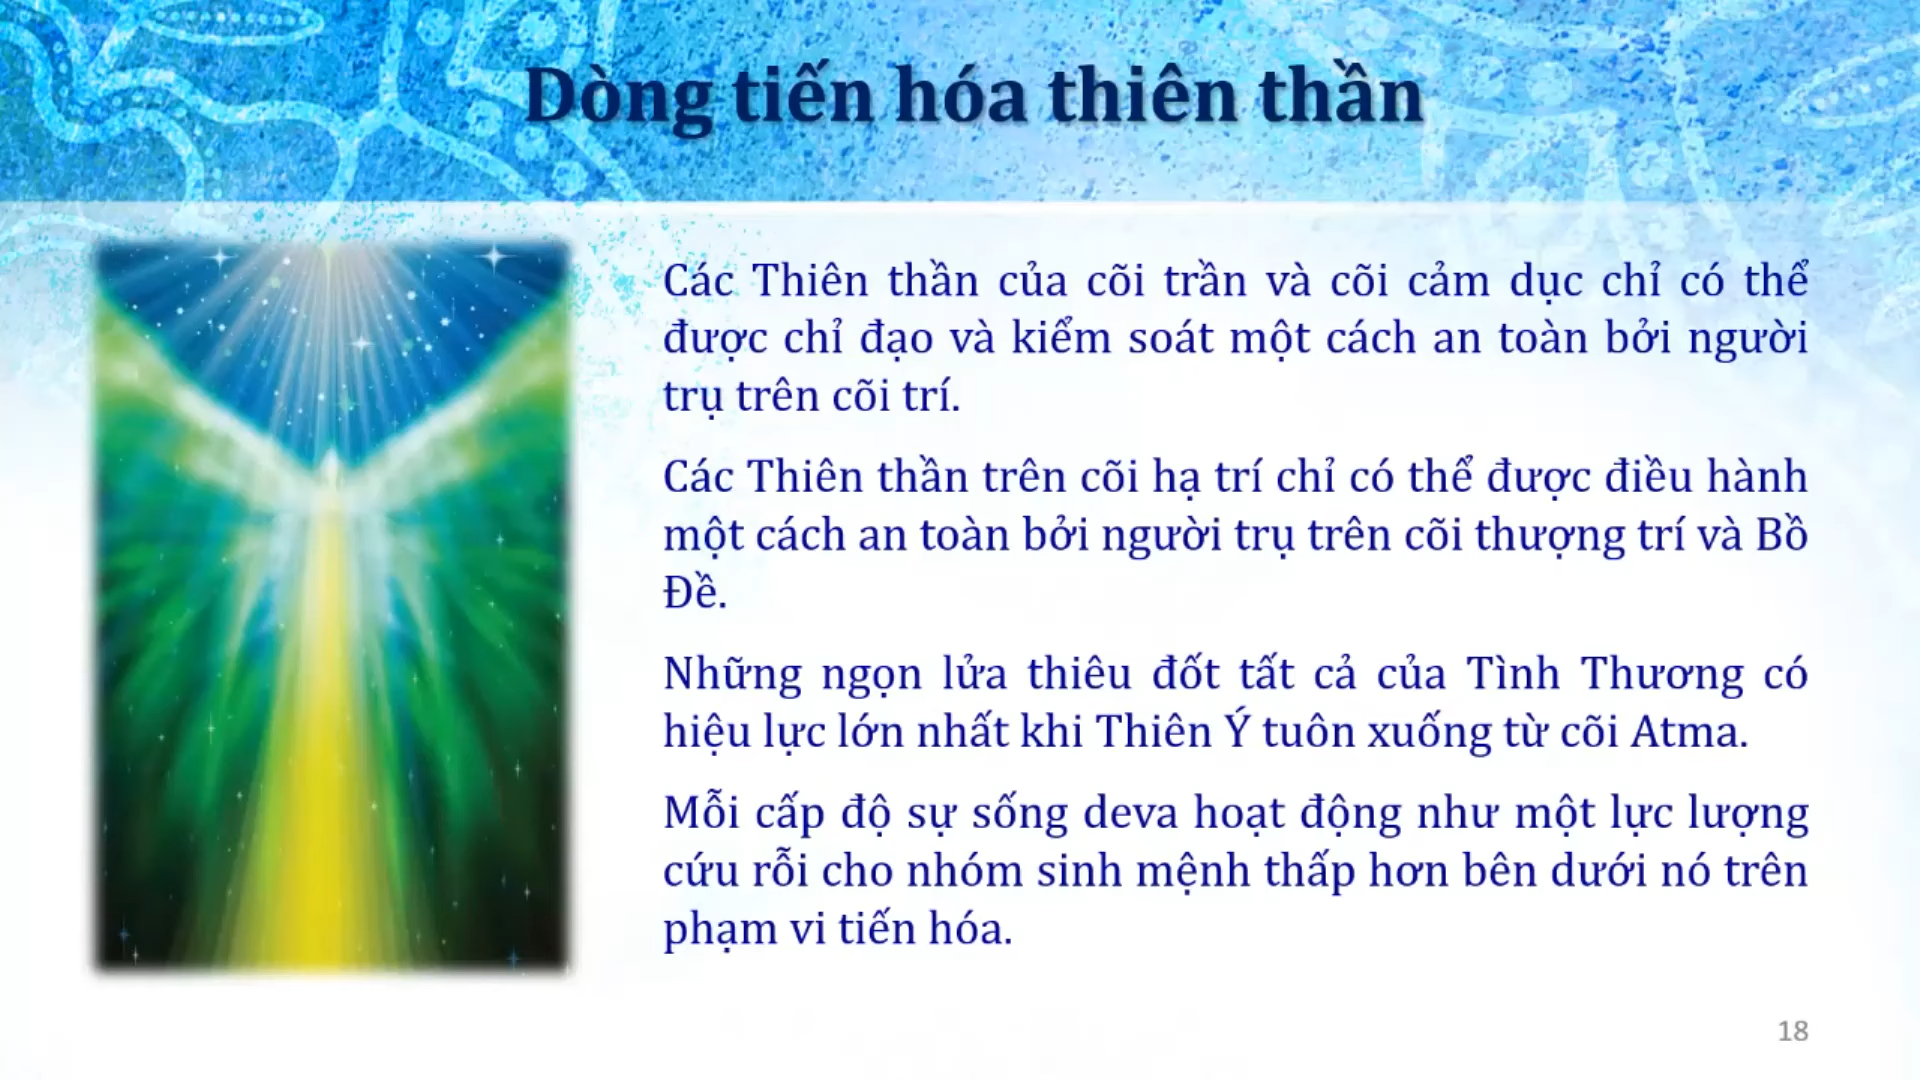 Dòng tiến hóa thiên thần
Các Thiên thần của cõi trần và cõi cảm dục chỉ có thể
được chỉ đạo và kiểm soát một cách an toàn bởi người
trụ trên cõi trí.
Các Thiên thần trên cõi hạ trí chỉ có thể được điều hành
một cách an toàn bởi người trụ trên cõi thượng trí và Bồ
Đề.
Những ngọn lửa thiêu đốt tất cả của Tình Thương có
hiệu lực lớn nhất khi Thiên Ý tuôn xuống từ cõi Atma.
Mỗi cấp độ sự sống deva hoạt động như một lực lượng
cứu rỗi cho nhóm sinh mệnh thấp hơn bên dưới nó trên
phạm vi tiến hóa.
18